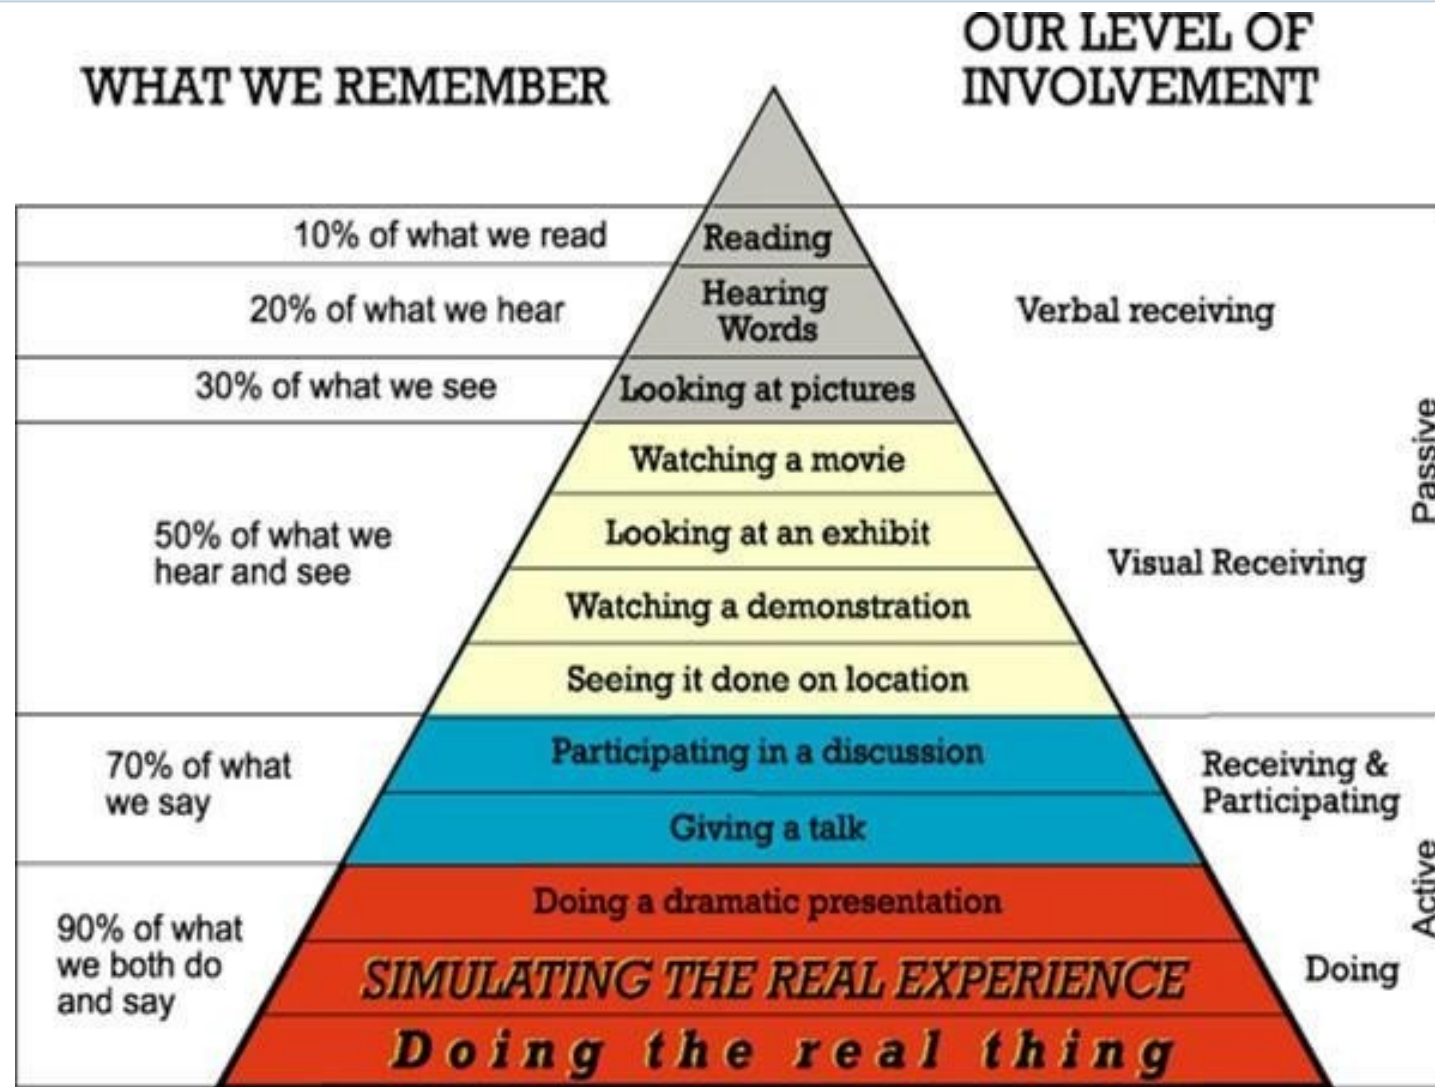 WHAT WE REMEMBER
OUR LEVEL OF
INVOLVEMENT
10% of what we read
Reading
20% of what we hear
Hearing
Words
Verbal receiving
30% of what we see
Looking at pictures
Passive
50% of what we
hear and see
Watching a movie
Looking at an exhibit
Watching a demonstration
Seeing it done on location
Visual Receiving
70% of what
we say
Participating in a discussion
Giving a talk
Receiving &
Participating
Active
90% of what
we both do
and say
Doing a dramatic presentation
SIMULATING THE REAL EXPERIENCE
Doing the real thing
Doing